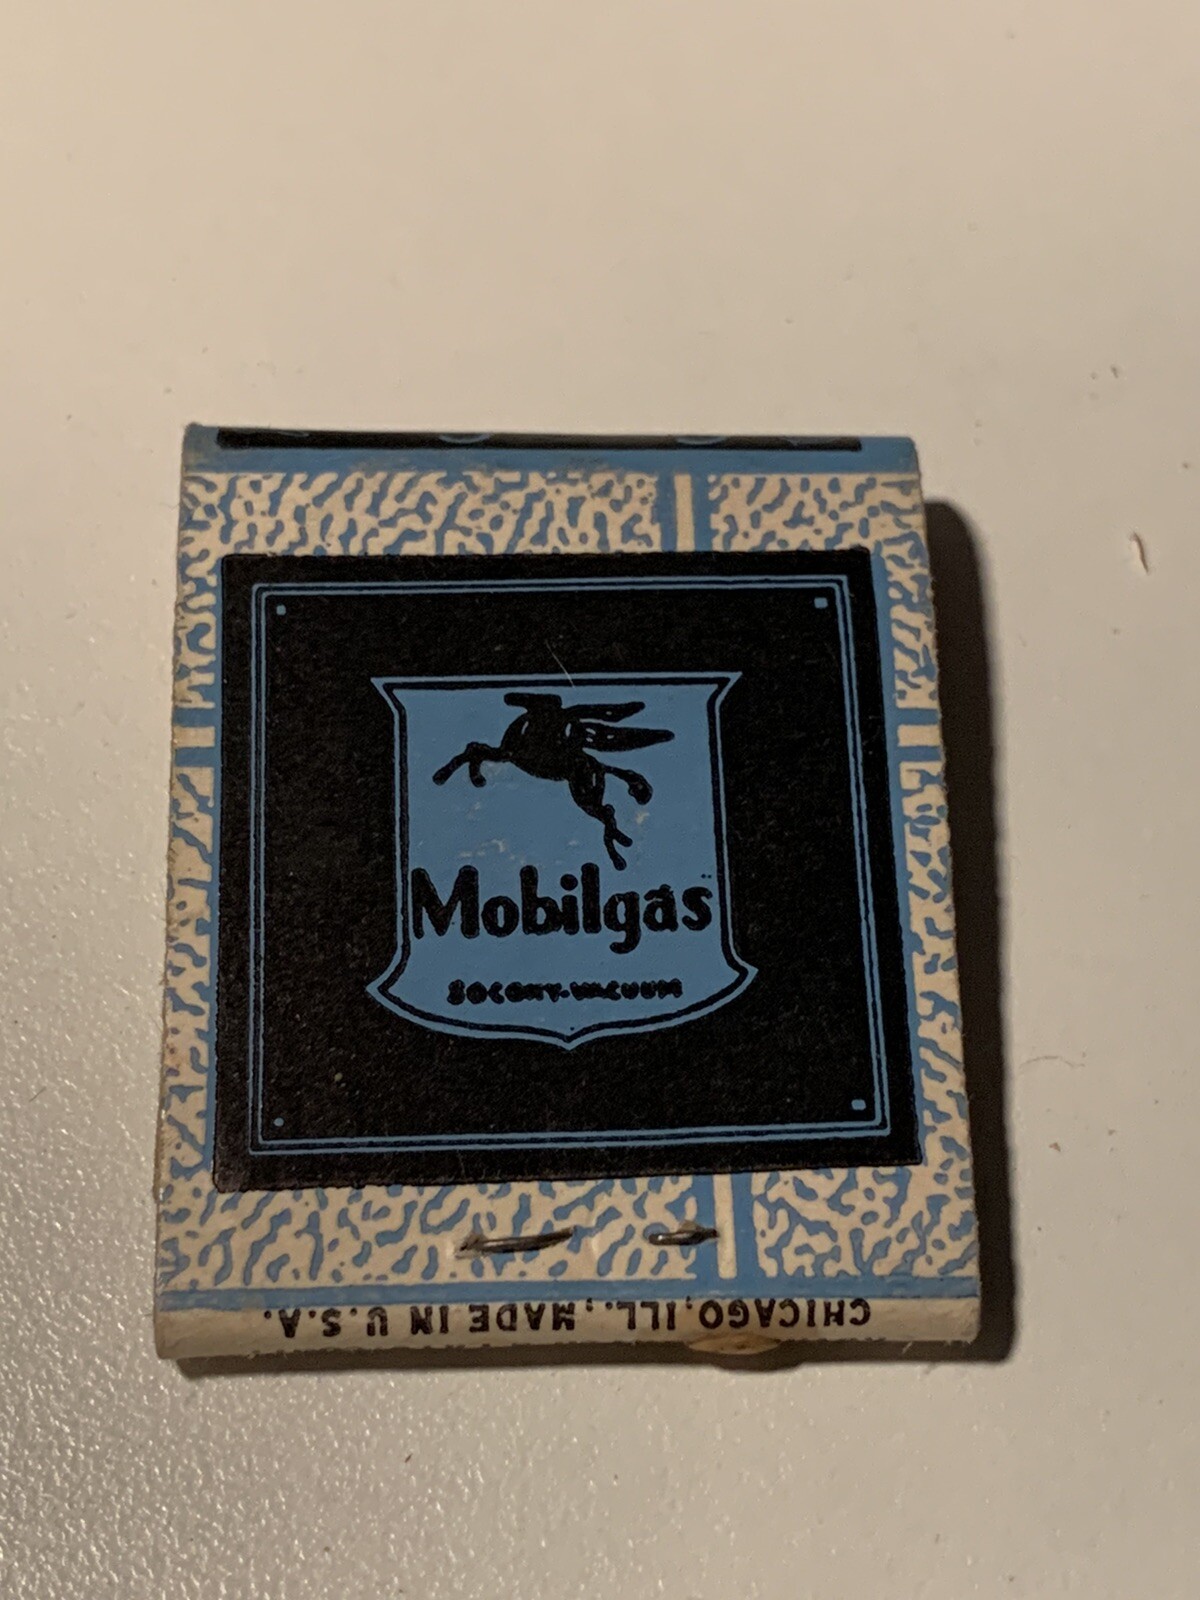 Mobilgas
SOCONY-VACUUM
CHICAGO, ILL., MADE IN U.S.A.